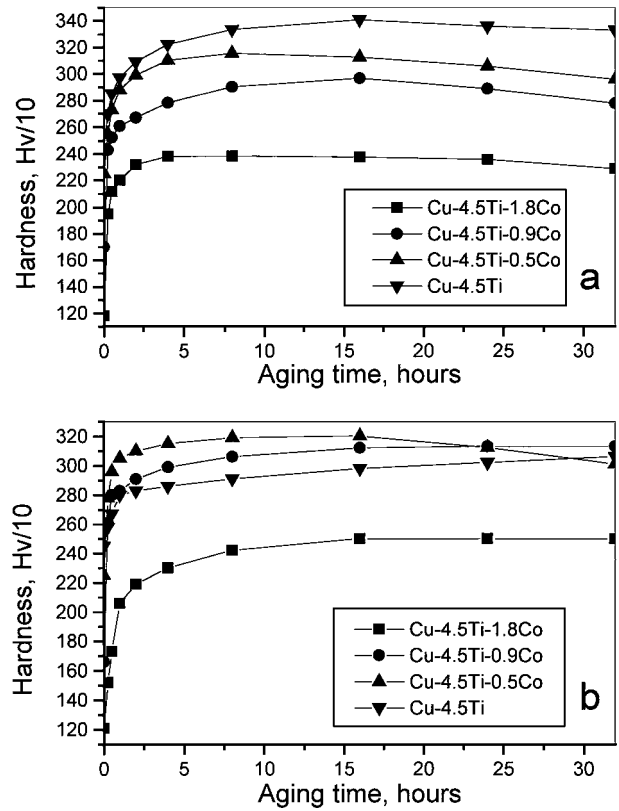 340
320
300
280
260
240
220
200
180
160
140
120
Hardness, Hv/10
Cu-4.5Ti-1.8Co
Cu-4.5Ti-0.9Co
Cu-4.5Ti-0.5Co
Cu-4.5Ti
a
0 5 10 15 20 25 30
Aging time, hours
320
300
280
260
240
220
200
180
160
140
120
Hardness, Hv/10
Cu-4.5Ti-1.8Co
Cu-4.5Ti-0.9Co
Cu-4.5Ti-0.5Co
Cu-4.5Ti
b
0 5 10 15 20 25 30
Aging time, hours